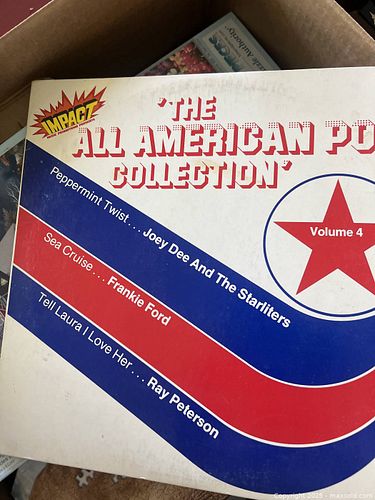 IMPACT
'THE
ALL AMERICAN PO
COLLECTION'
Volume 4
Peppermint Twist... Joey Dee And The Starliters
Sea Cruise... Frankie Ford
Tell Laura I Love Her... Ray Peterson
Authority"